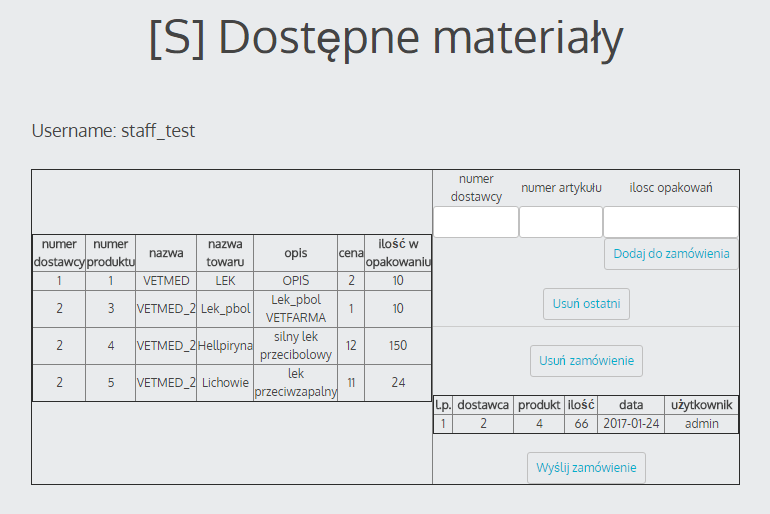 [S] Dostępne materiały
Username: staff_test
numer dostawcy numer produktu nazwa nazwa towaru opis cena ilość w opakowaniu
1 1 VETMED LEK OPIS 2 10
2 3 VETMED_2 Lek_pbol Lek_pbol VETFARMA 1 10
2 4 VETMED_2 Hellpiryna silny lek przecibolowy 12 150
2 5 VETMED_2 Lichowie lek przeciwzapalny 11 24
numer dostawcy numer artykułu ilosc opakowań
Dodaj do zamówienia
Usuń ostatni
Usuń zamówienie
l.p. dostawca produkt ilość data użytkownik
1 2 4 66 2017-01-24 admin
Wyślij zamówienie